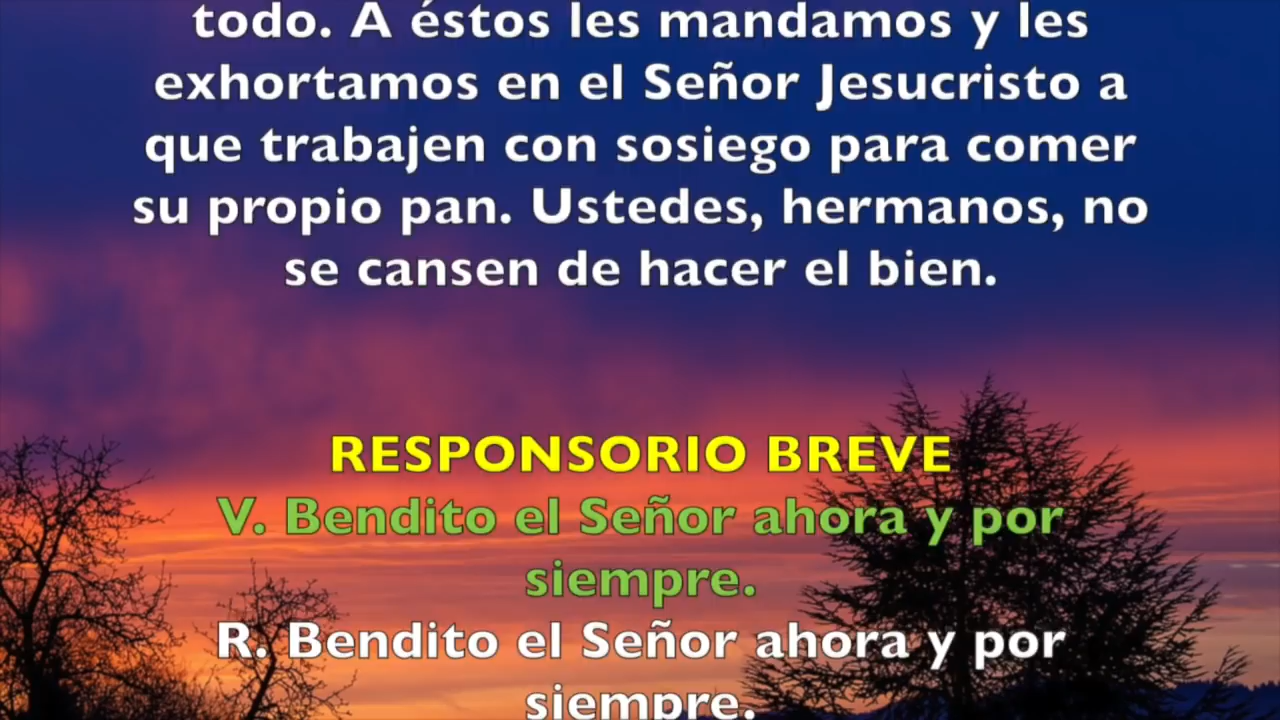 todo. A éstos les mandamos y les
exhortamos en el Señor Jesucristo a
que trabajen con sosiego para comer
su propio pan. Ustedes, hermanos, no
se cansen de hacer el bien.
RESPONSORIO BREVE
V. Bendito el Señor ahora y por
siempre.
R. Bendito el Señor ahora y por
siempre.